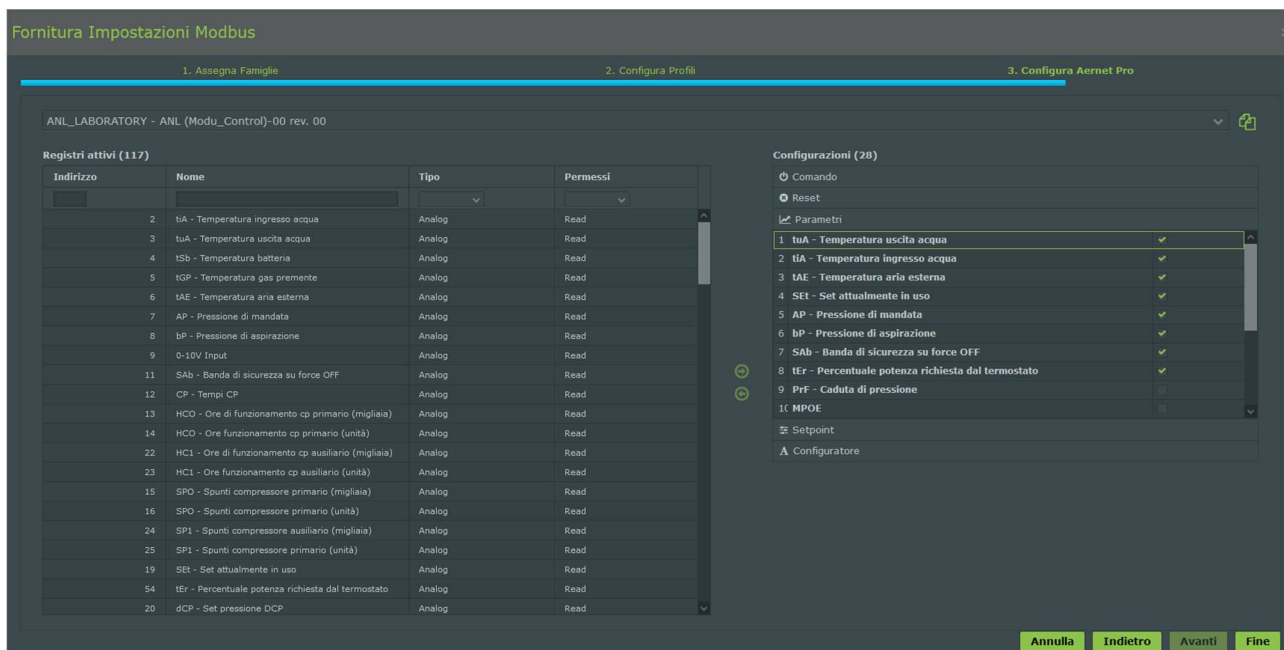 Fornitura Impostazioni Modbus
1. Assegna Famiglie
2. Configura Profili
3. Configura Aernet Pro
ANL_LABORATORY - ANL (Modu_Control)-00 rev. 00
Registri attivi (117)
Indirizzo Nome Tipo Permessi
2 tiA - Temperatura ingresso acqua Analog Read
3 tuA - Temperatura uscita acqua Analog Read
4 tSb - Temperatura batteria Analog Read
5 tGP - Temperatura gas premente Analog Read
6 tAE - Temperatura aria esterna Analog Read
7 AP - Pressione di mandata Analog Read
8 bP - Pressione di aspirazione Analog Read
9 0-10V Input Analog Read
11 SAb - Banda di sicurezza su force OFF Analog Read
12 CP - Tempi CP Analog Read
13 HCO - Ore di funzionamento cp primario (migliaia) Analog Read
14 HCO - Ore funzionamento cp primario (unità) Analog Read
22 HC1 - Ore di funzionamento cp ausiliario (migliaia) Analog Read
23 HC1 - Ore funzionamento cp ausiliario (unità) Analog Read
15 SPO - Spunti compressore primario (migliaia) Analog Read
16 SPO - Spunti compressore primario (unità) Analog Read
24 SP1 - Spunti compressore ausiliario (migliaia) Analog Read
25 SP1 - Spunti compressore primario (unità) Analog Read
19 SEt - Set attualmente in uso Analog Read
54 tEr - Percentuale potenza richiesta dal termostato Analog Read
20 dCP - Set pressione DCP Analog Read
Configurazioni (28)
Comando
Reset
Parametri
1 tuA - Temperatura uscita acqua
2 tiA - Temperatura ingresso acqua
3 tAE - Temperatura aria esterna
4 SEt - Set attualmente in uso
5 AP - Pressione di mandata
6 bP - Pressione di aspirazione
7 SAb - Banda di sicurezza su force OFF
8 tEr - Percentuale potenza richiesta dal termostato
9 PrF - Caduta di pressione
10 MPOE
Setpoint
Configuratore
Annulla Indietro Avanti Fine